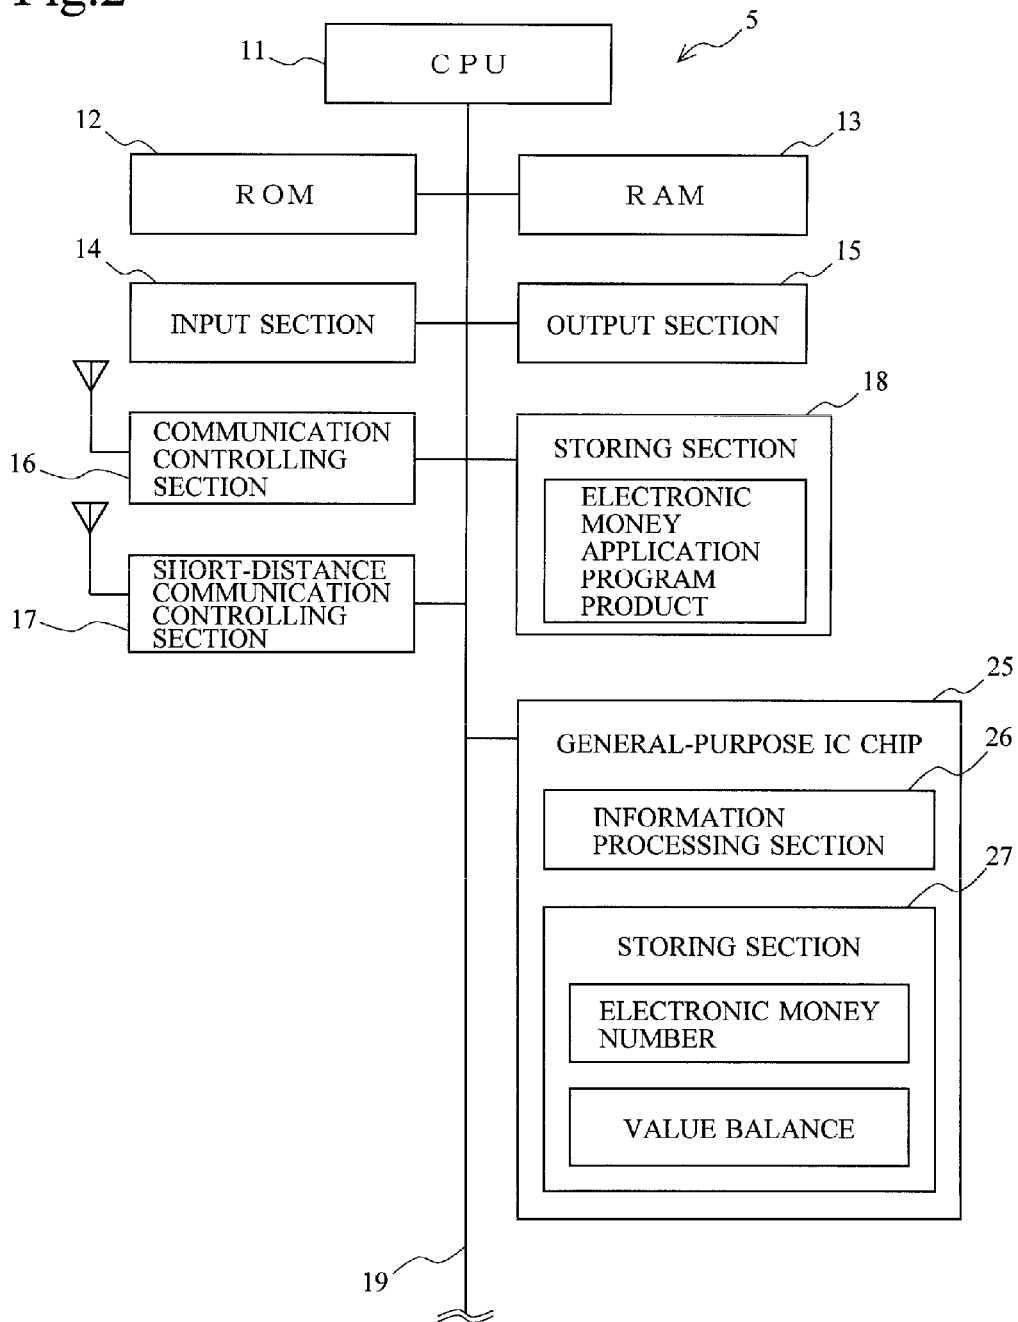 Fig.2
5
11
CPU
12
13
ROM
RAM
14
15
INPUT SECTION
OUTPUT SECTION
18
COMMUNICATION
CONTROLLING
SECTION
16
STORING SECTION
ELECTRONIC
MONEY
APPLICATION
PROGRAM
PRODUCT
SHORT-DISTANCE
COMMUNICATION
CONTROLLING
SECTION
17
25
GENERAL-PURPOSE IC CHIP
26
INFORMATION
PROCESSING SECTION
27
STORING SECTION
ELECTRONIC MONEY
NUMBER
VALUE BALANCE
19